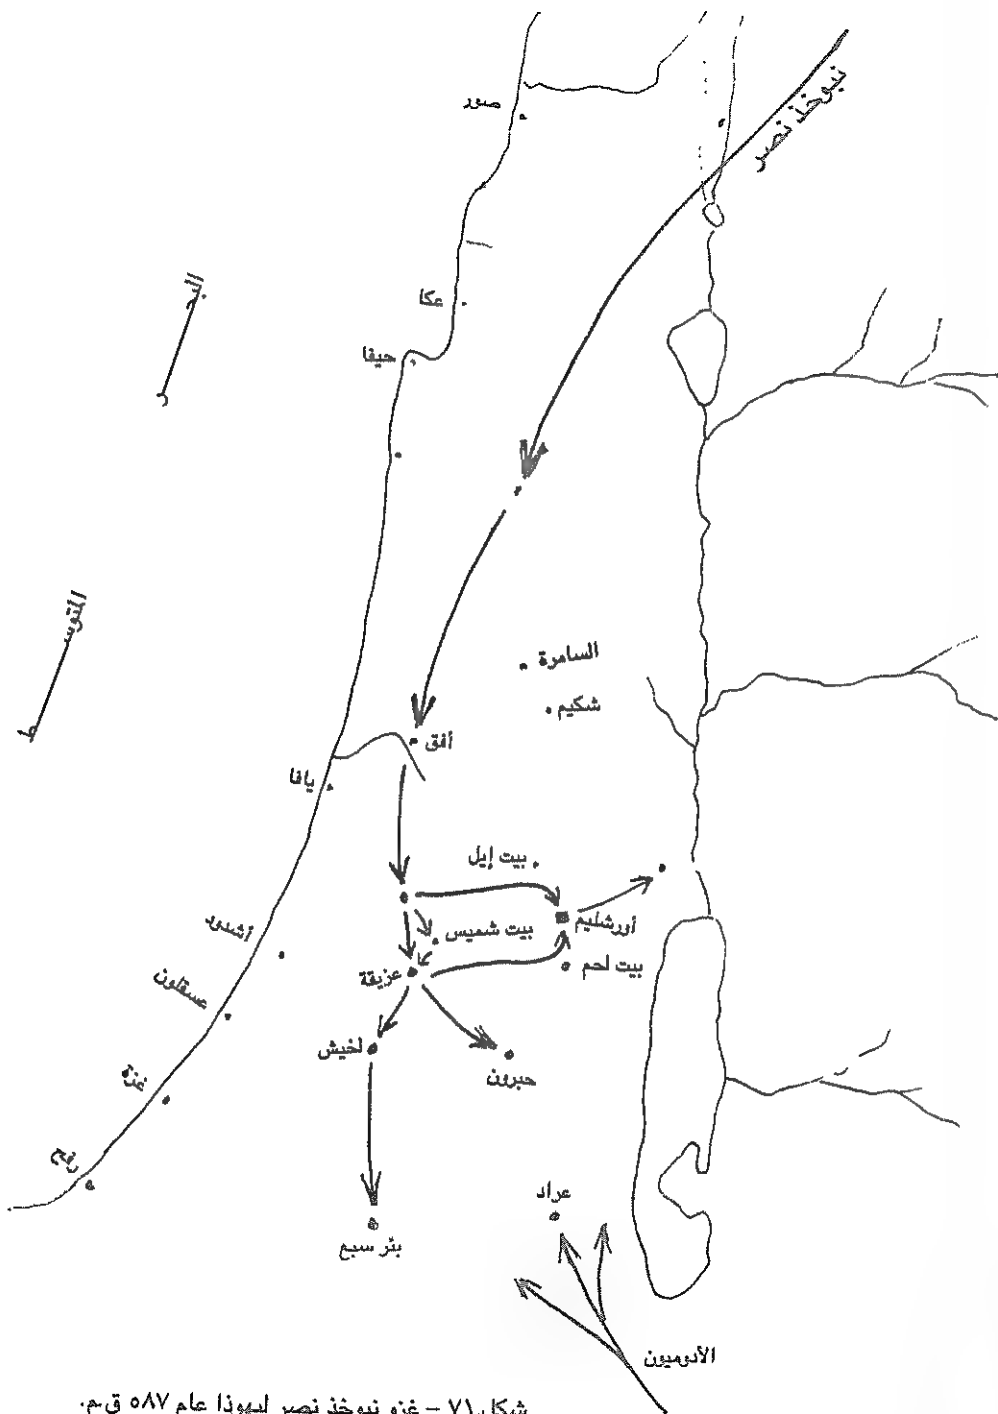 نبوخذ نصر
صور
عكا
حيفا
البحر
المتوسط
السامرة
شكيم
أفق
يافا
بيت إيل
أورشليم
بيت شميس
بيت لحم
عزيقة
أشدود
عسقلون
لخيش
حبرون
غزة
رفح
عراد
بئر سبع
الأدوميون
شكل ٧١ – غزو نبوخذ نصر ليهوذا عام ٥٨٧ ق.م.